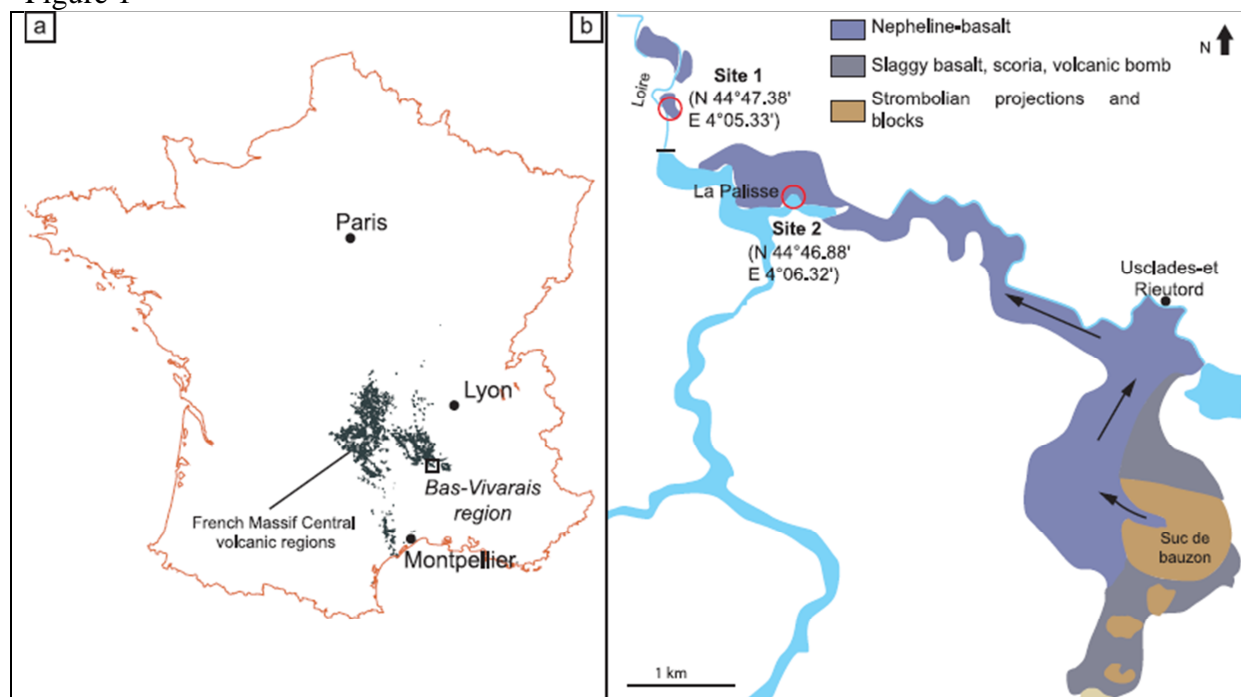 Figure 1
a
Paris
Lyon
Bas-Vivarais
region
French Massif Central
volcanic regions
Montpellier
b
Nepheline-basalt
N
Slaggy basalt, scoria, volcanic bomb
Strombolian projections and
blocks
Loire
Site 1
(N 44°47.38'
E 4°05.33')
La Palisse
Site 2
(N 44°46.88'
E 4°06.32')
Usclades-et
Rieutord
Suc de
bauzon
1 km